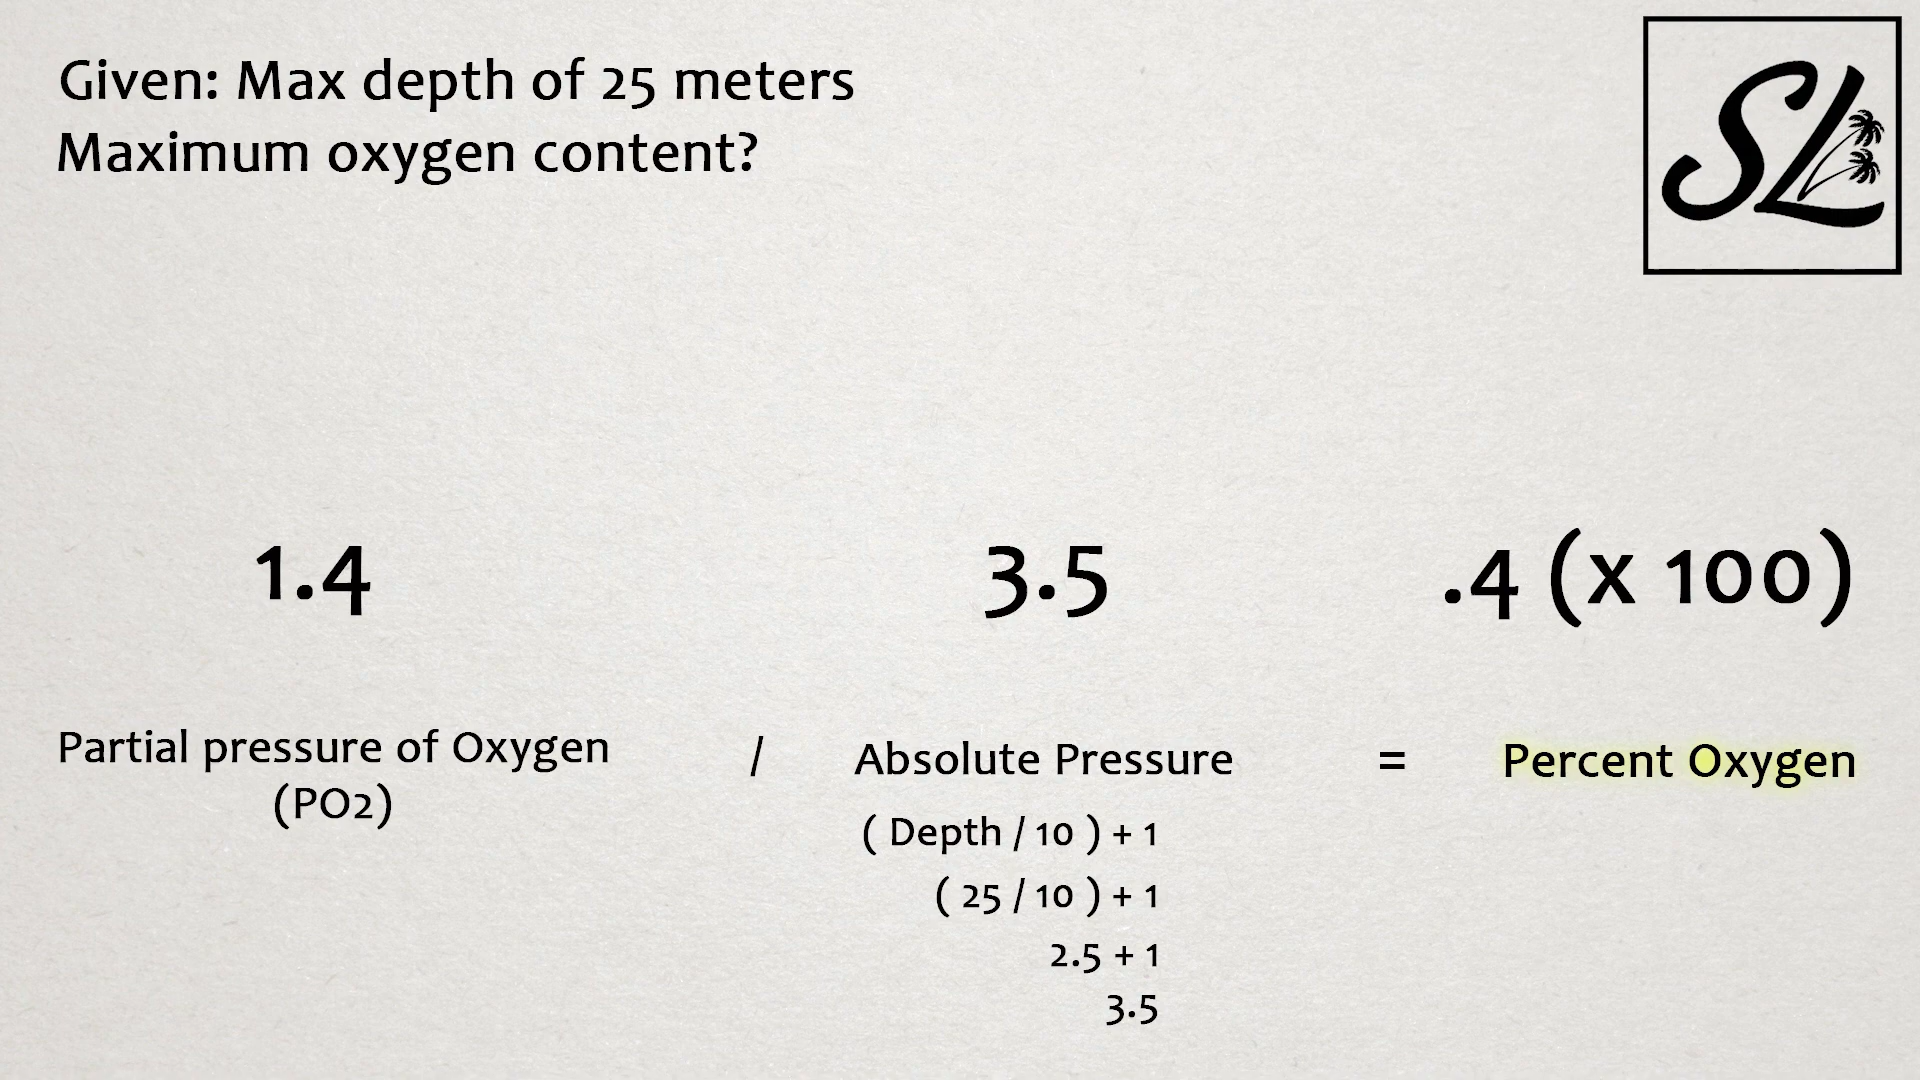 Given: Max depth of 25 meters
Maximum oxygen content?
SL
1.4 3.5 .4 (x 100)
Partial pressure of Oxygen / Absolute Pressure = Percent Oxygen
(PO2)
( Depth / 10 ) + 1
( 25 / 10 ) + 1
2.5 + 1
3.5